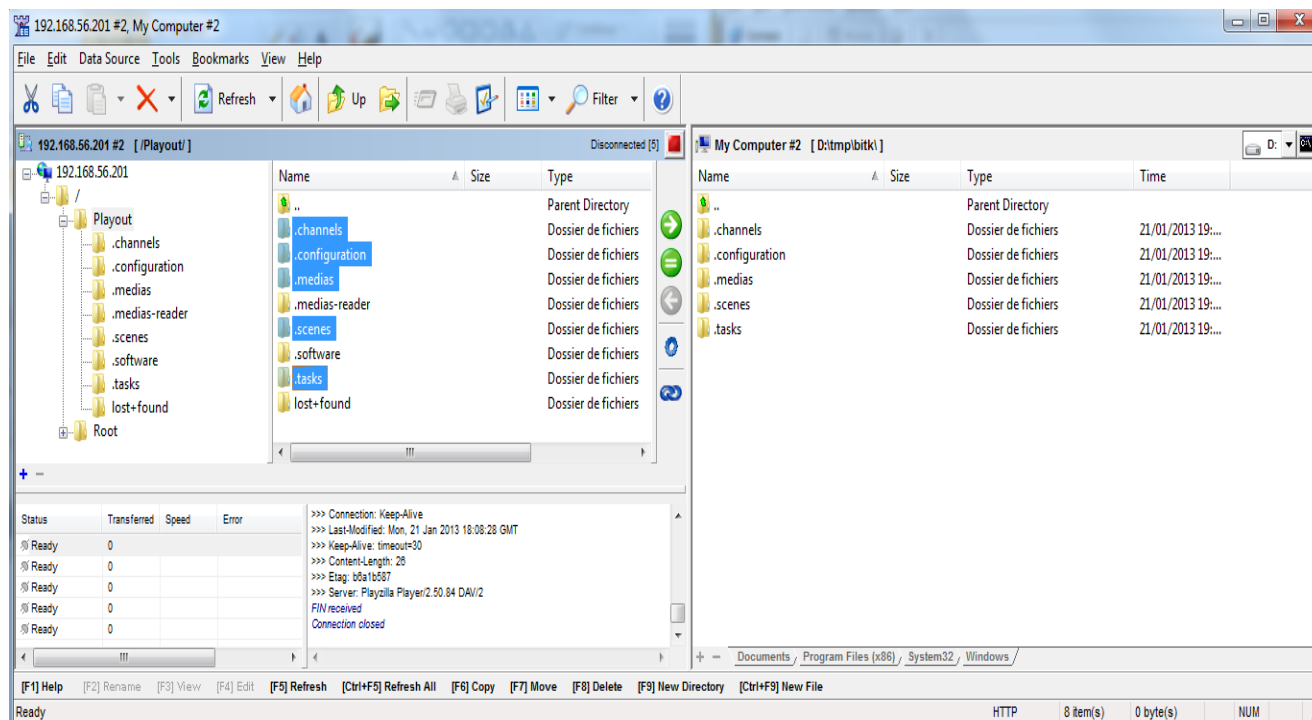 192.168.56.201 #2, My Computer #2
File Edit Data Source Tools Bookmarks View Help
Refresh Up Filter
192.168.56.201 #2 [ /Playout/ ] Disconnected [5]
192.168.56.201
/
Playout
.channels
.configuration
.medias
.medias-reader
.scenes
.software
.tasks
lost+found
Root
Name Size Type
.. Parent Directory
.channels Dossier de fichiers
.configuration Dossier de fichiers
.medias Dossier de fichiers
.medias-reader Dossier de fichiers
.scenes Dossier de fichiers
.software Dossier de fichiers
.tasks Dossier de fichiers
lost+found Dossier de fichiers
My Computer #2 [ D:\tmp\bitk\ ] D:
Name Size Type Time
.. Parent Directory
.channels Dossier de fichiers 21/01/2013 19:...
.configuration Dossier de fichiers 21/01/2013 19:...
.medias Dossier de fichiers 21/01/2013 19:...
.scenes Dossier de fichiers 21/01/2013 19:...
.tasks Dossier de fichiers 21/01/2013 19:...
Status Transferred Speed Error
Ready 0
Ready 0
Ready 0
Ready 0
Ready 0
>>> Connection: Keep-Alive
>>> Last-Modified: Mon, 21 Jan 2013 18:08:28 GMT
>>> Keep-Alive: timeout=30
>>> Content-Length: 26
>>> Etag: b6a1b587
>>> Server: Playzilla Player/2.50.84 DAV/2
FIN received
Connection closed
Documents Program Files (x86) System32 Windows
[F1] Help [F2] Rename [F3] View [F4] Edit [F5] Refresh [Ctrl+F5] Refresh All [F6] Copy [F7] Move [F8] Delete [F9] New Directory [Ctrl+F9] New File
Ready HTTP 8 item(s) 0 byte(s) NUM